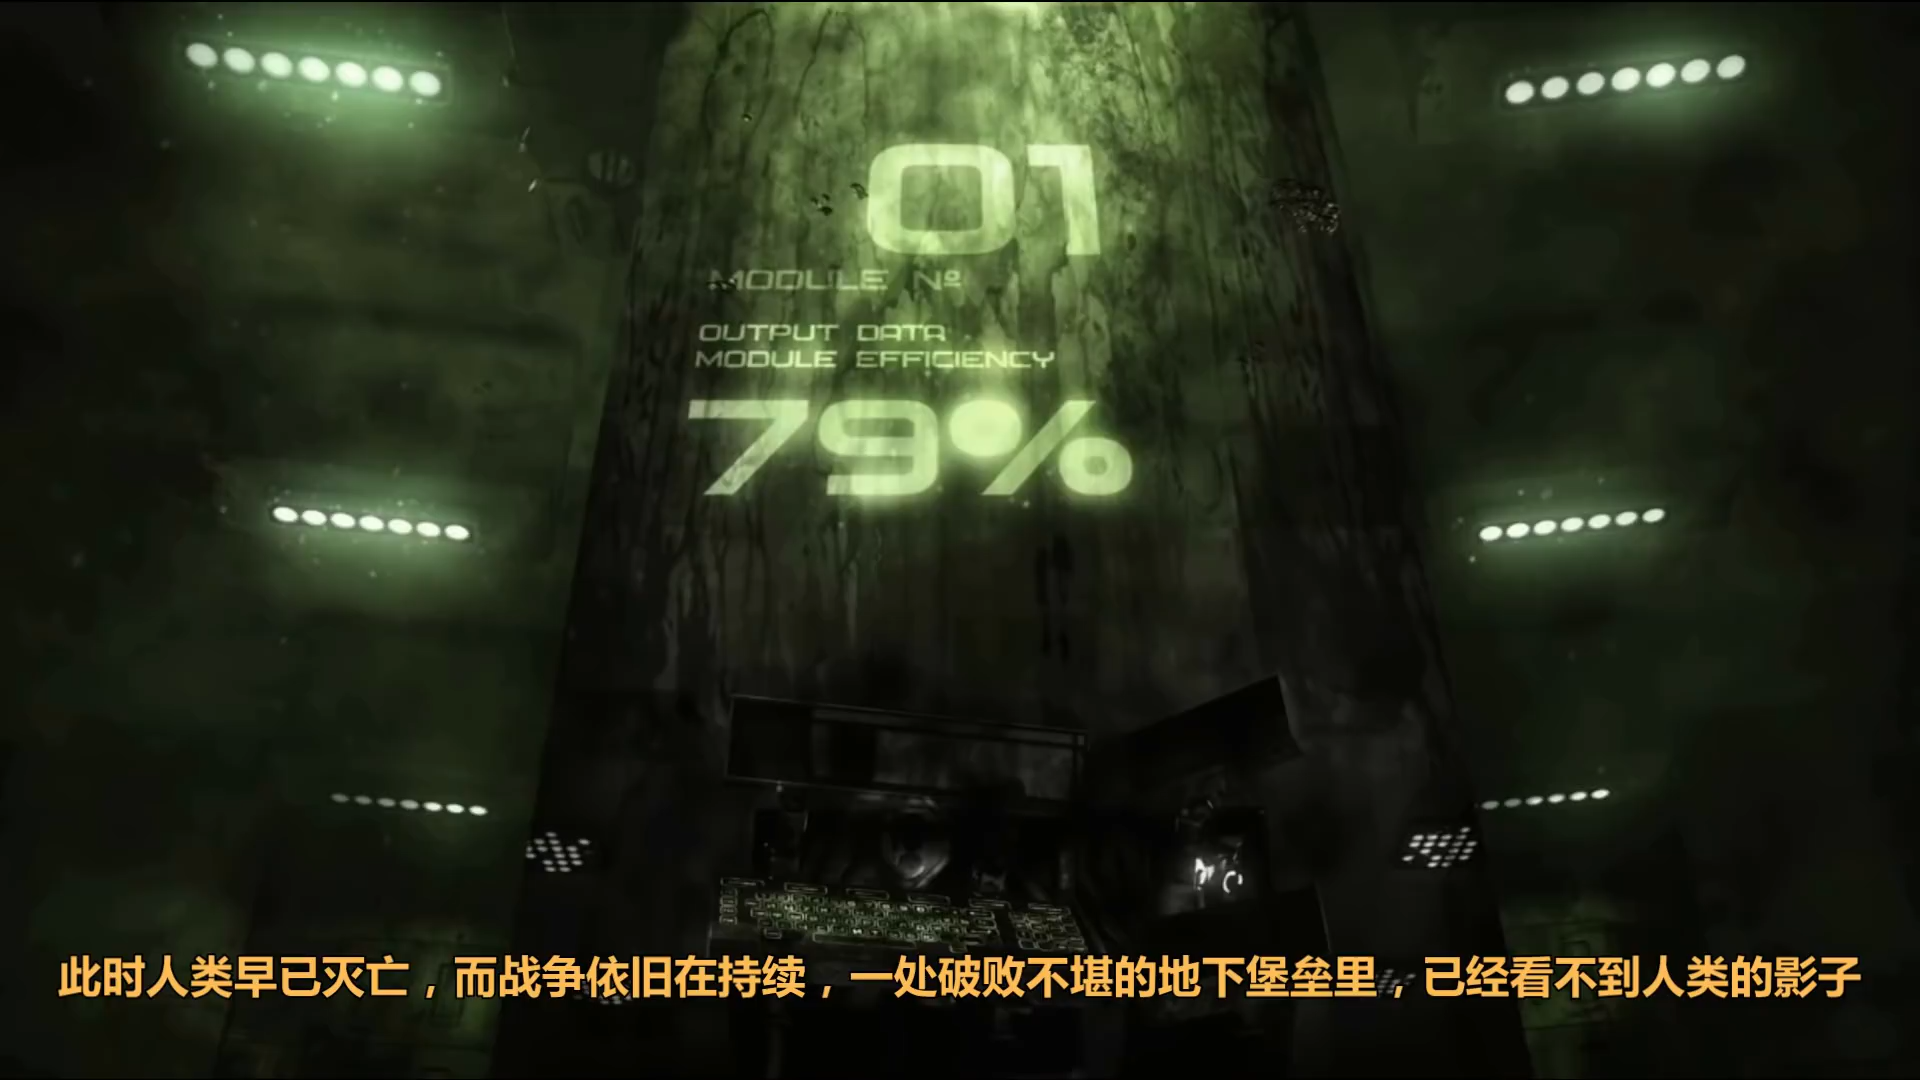 01
MODULE Nº
OUTPUT DATA
MODULE EFFICIENCY
79%
此时人类早已灭亡，而战争依旧在持续，一处破败不堪的地下堡垒里，已经看不到人类的影子